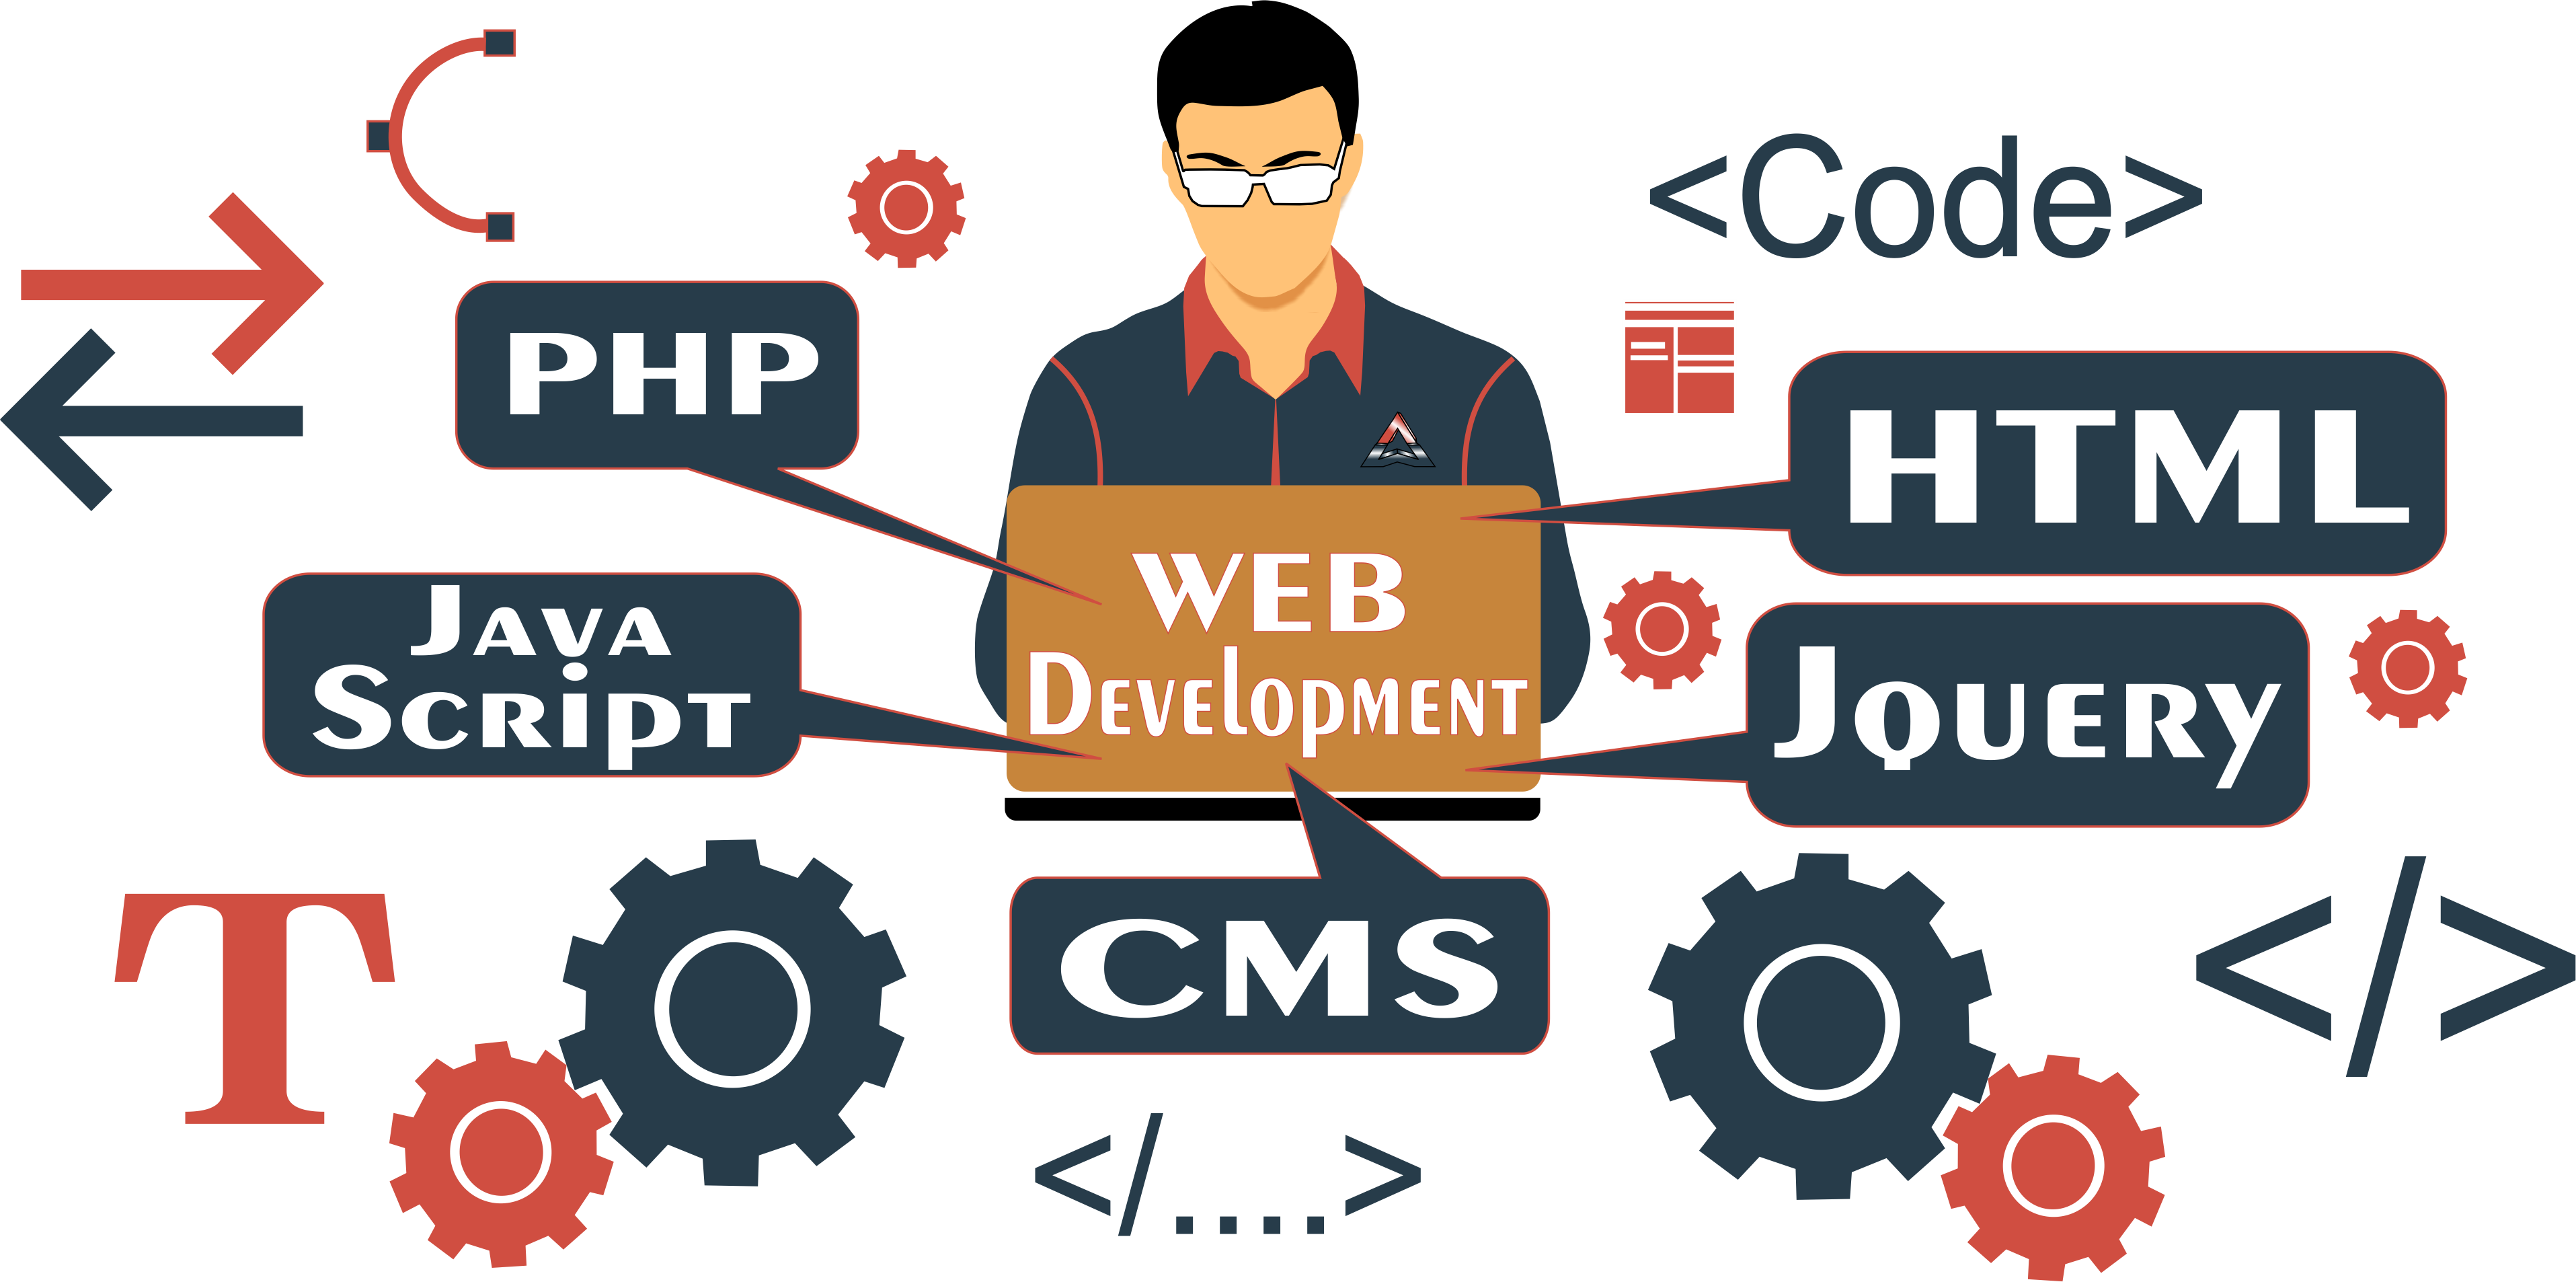 <Code>
PHP
HTML
WEB
Development
Java
Script
Jquery
CMS
T
</>
</....>